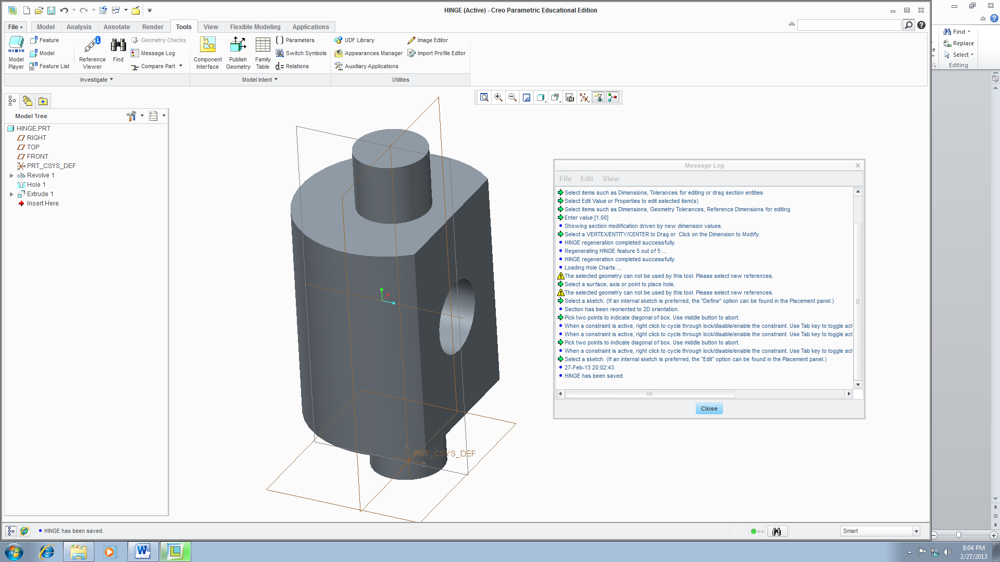 HINGE (Active) - Creo Parametric Educational Edition
File Model Analysis Annotate Render Tools View Flexible Modeling Applications
Find
Replace
Select
Editing
Model Player
Feature
Model
Feature List
Reference Viewer
Find
Geometry Checks
Message Log
Compare Part
Investigate
Component Interface
Publish Geometry
Family Table
Parameters
Switch Symbols
d= Relations
Model Intent
UDF Library
Appearances Manager
Auxiliary Applications
Image Editor
Import Profile Editor
Utilities
Model Tree
HINGE.PRT
RIGHT
TOP
FRONT
PRT_CSYS_DEF
Revolve 1
Hole 1
Extrude 1
Insert Here
Y
PRT_CSYS_DEF
Z
Message Log
File Edit View
Select items such as Dimensions, Tolerances for editing or drag section entities
Select Edit Value or Properties to edit selected item(s)
Select items such as Dimensions, Geometry Tolerances, Reference Dimensions for editing
Enter value [1.00]
Showing section modification driven by new dimension values.
Select a VERTEX/ENTITY/CENTER to Drag or  Click on the Dimension to Modify.
HINGE regeneration completed successfully.
Regenerating HINGE feature 5 out of 5 ...
HINGE regeneration completed successfully.
Loading Hole Charts ...
The selected geometry can not be used by this tool. Please select new references.
Select a surface, axis or point to place hole.
The selected geometry can not be used by this tool. Please select new references.
Select a sketch. (If an internal sketch is preferred, the "Define" option can be found in the Placement panel.)
Section has been reoriented to 2D orientation.
Pick two points to indicate diagonal of box. Use middle button to abort.
When a constraint is active, right click to cycle through lock/disable/enable the constraint. Use Tab key to toggle act
When a constraint is active, right click to cycle through lock/disable/enable the constraint. Use Tab key to toggle act
Pick two points to indicate diagonal of box. Use middle button to abort.
When a constraint is active, right click to cycle through lock/disable/enable the constraint. Use Tab key to toggle act
Select a sketch. (If an internal sketch is preferred, the "Edit" option can be found in the Placement panel.)
27-Feb-13 20:02:43
HINGE has been saved.
Close
HINGE has been saved.
Smart
8:04 PM
2/27/2013